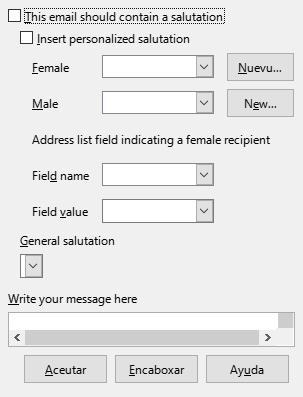 This email should contain a salutation
Insert personalized salutation
Female
Nuevu...
Male
New...
Address list field indicating a female recipient
Field name
Field value
General salutation
Write your message here
Aceutar
Encaboxar
Ayuda